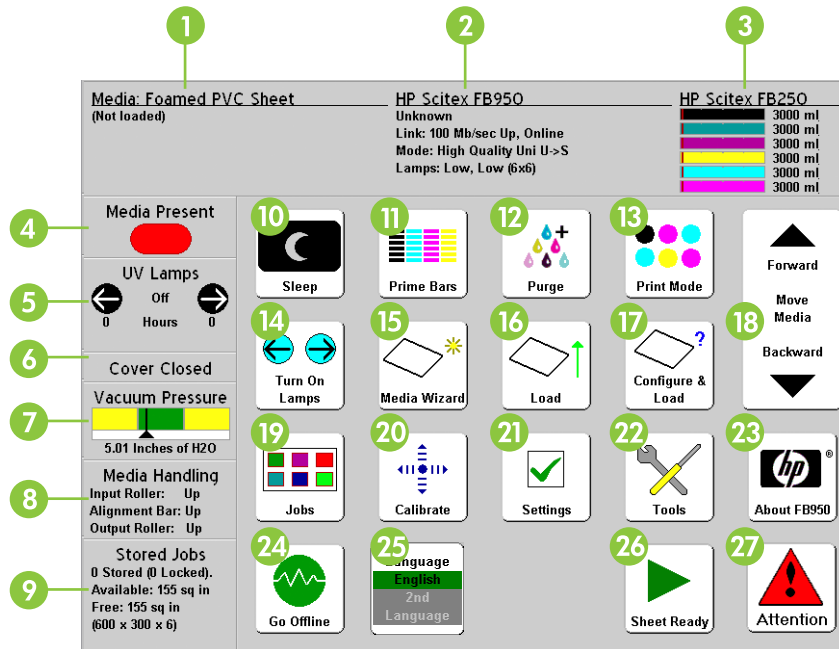 1
2
3
Media: Foamed PVC Sheet
(Not loaded)
HP Scitex FB950
Unknown
Link: 100 Mb/sec Up, Online
Mode: High Quality Uni U->S
Lamps: Low, Low (6x6)
HP Scitex FB250
3000 ml
3000 ml
3000 ml
3000 ml
3000 ml
3000 ml
4
Media Present
5
UV Lamps
Off
0 Hours 0
6
Cover Closed
7
Vacuum Pressure
5.01 Inches of H2O
8
Media Handling
Input Roller: Up
Alignment Bar: Up
Output Roller: Up
9
Stored Jobs
0 Stored (0 Locked).
Available: 155 sq in
Free: 155 sq in
(600 x 300 x 6)
10
Sleep
11
Prime Bars
12
Purge
13
Print Mode
14
Turn On
Lamps
15
Media Wizard
16
Load
17
?
Configure &
Load
18
Forward
Move
Media
Backward
19
Jobs
20
Calibrate
21
Settings
22
Tools
23
hp ®
About FB950
24
Go Offline
25
Language
English
2nd
Language
26
Sheet Ready
27
!
Attention